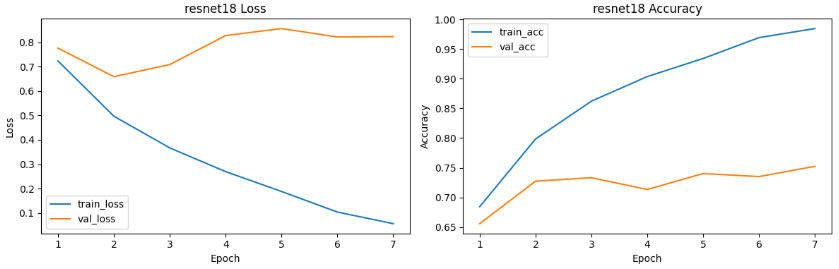 resnet18 Loss
Loss
0.8
0.7
0.6
0.5
0.4
0.3
0.2
0.1
train_loss
val_loss
1 2 3 4 5 6 7
Epoch
resnet18 Accuracy
Accuracy
1.00
0.95
0.90
0.85
0.80
0.75
0.70
0.65
train_acc
val_acc
1 2 3 4 5 6 7
Epoch